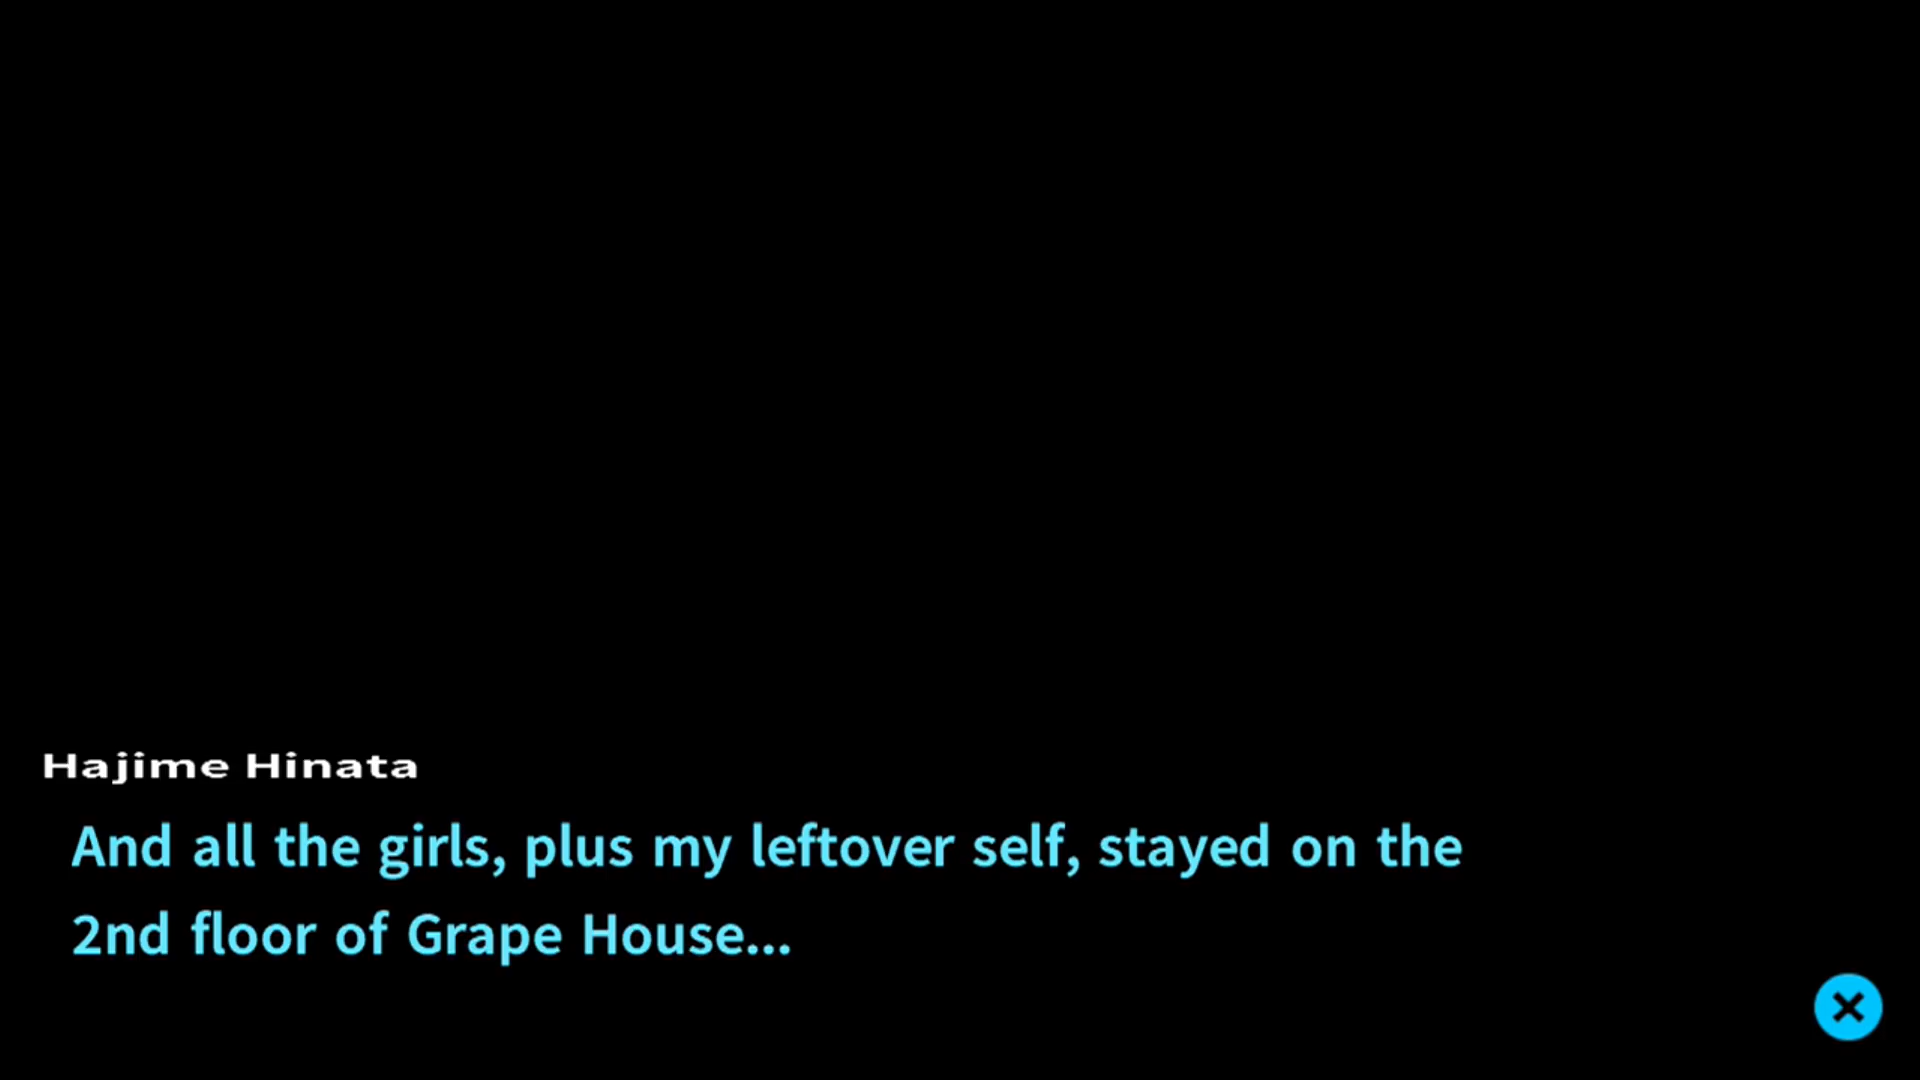 Hajime Hinata
And all the girls, plus my leftover self, stayed on the
2nd floor of Grape House...